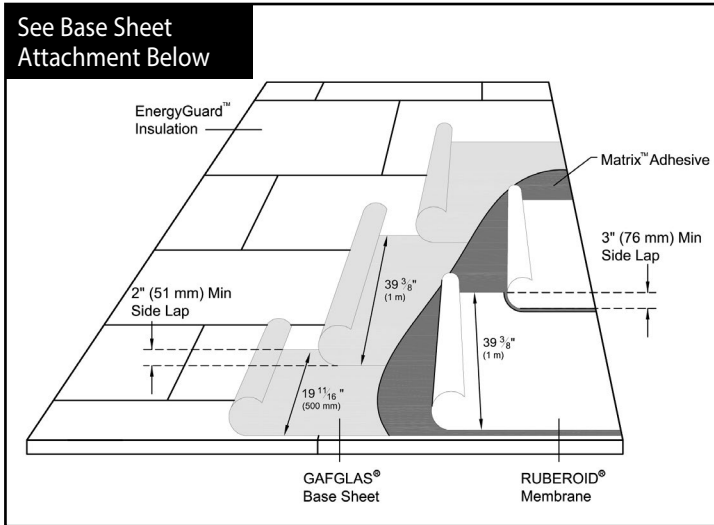 See Base Sheet
Attachment Below
EnergyGuard™
Insulation
Matrix™ Adhesive
3" (76 mm) Min
Side Lap
2" (51 mm) Min
Side Lap
39 3/8"
(1 m)
39 3/8"
(1 m)
19 11/16"
(500 mm)
GAFGLAS®
Base Sheet
RUBEROID®
Membrane